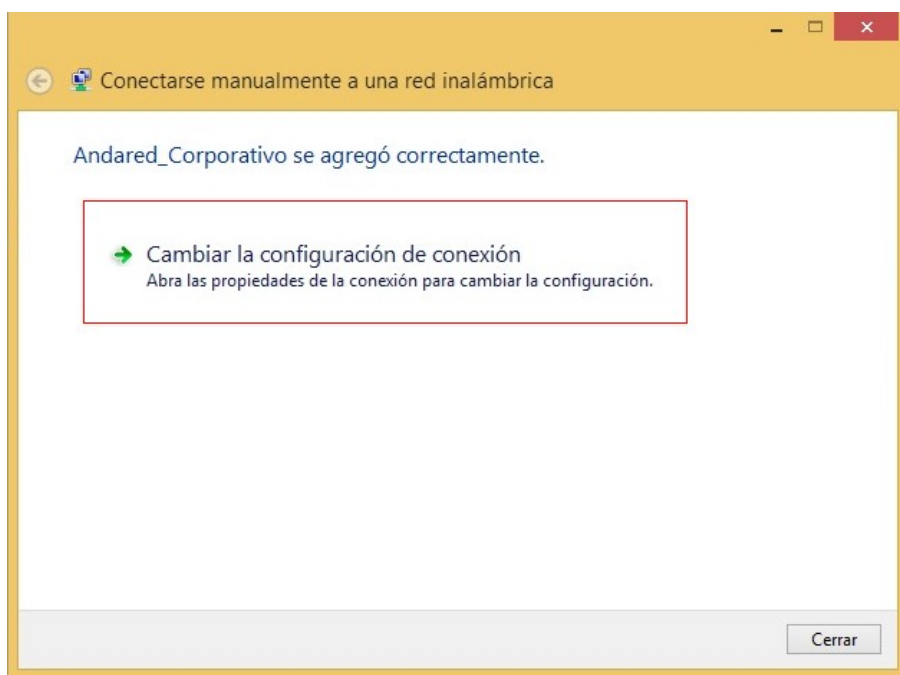 Conectarse manualmente a una red inalámbrica
Andared_Corporativo se agregó correctamente.
Cambiar la configuración de conexión
Abra las propiedades de la conexión para cambiar la configuración.
Cerrar